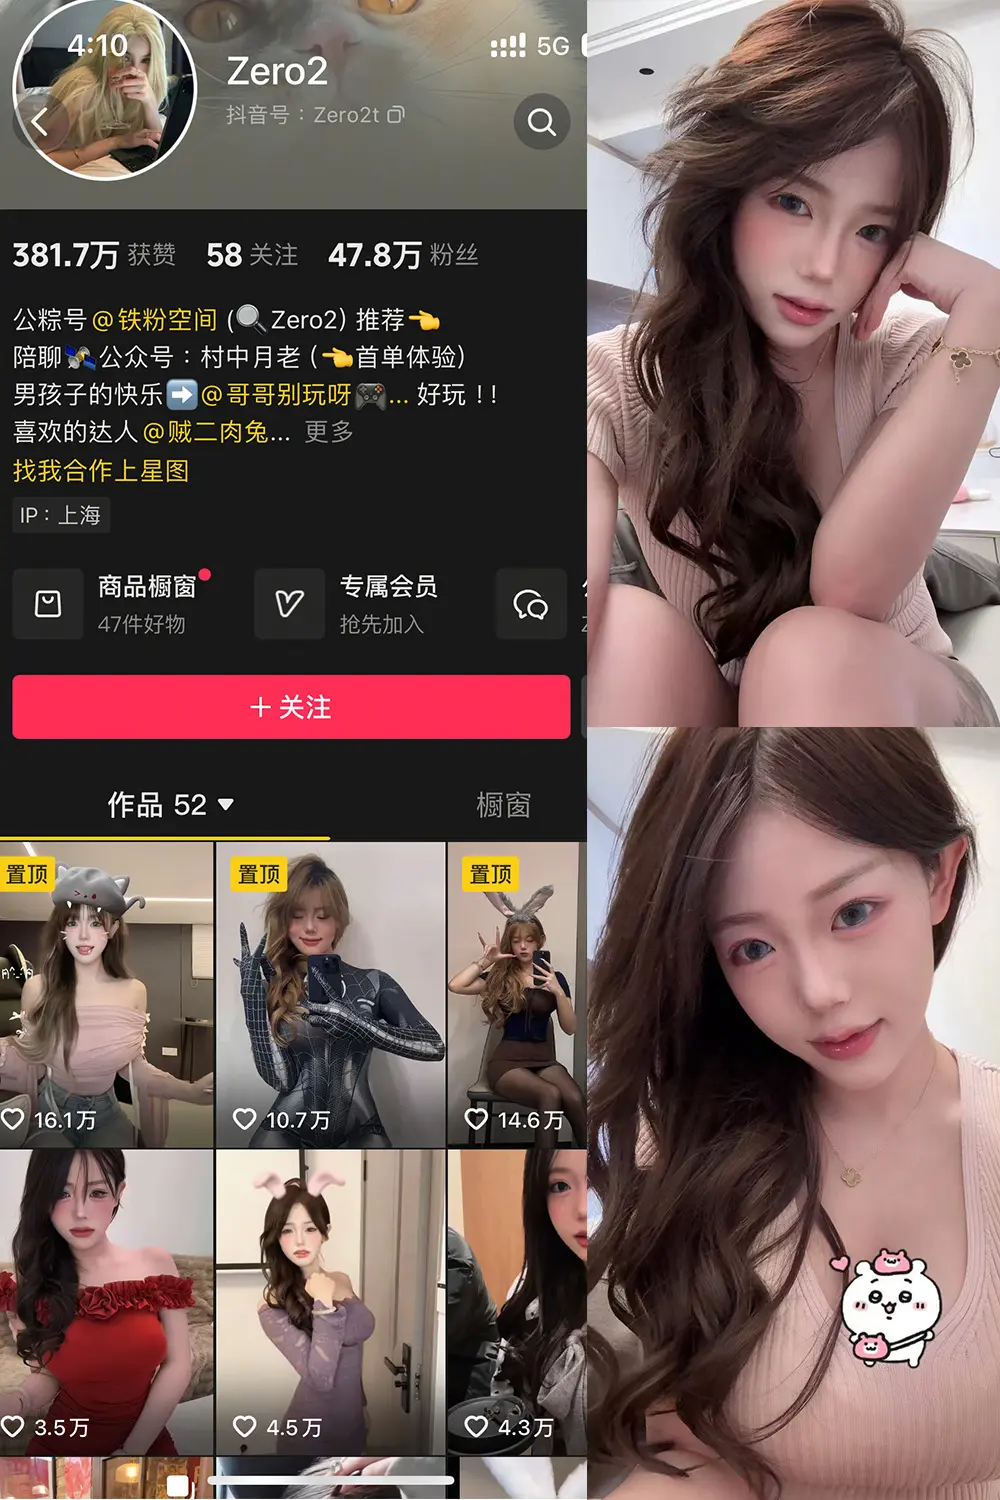 4:10
5G
Zero2
抖音号：Zero2t
381.7万 获赞 58 关注 47.8万 粉丝
公粽号@铁粉空间 (🔍Zero2) 推荐👈
陪聊🛰️公众号：村中月老 (👈首单体验)
男孩子的快乐➡️@哥哥别玩呀🎮... 好玩 !!
喜欢的达人@贼二肉兔... 更多
找我合作上星图
IP：上海
商品橱窗 专属会员
47件好物 抢先加入
＋关注
作品 52 ▼ 橱窗
置顶 置顶 置顶
16.1万 10.7万 14.6万
3.5万 4.5万 4.3万